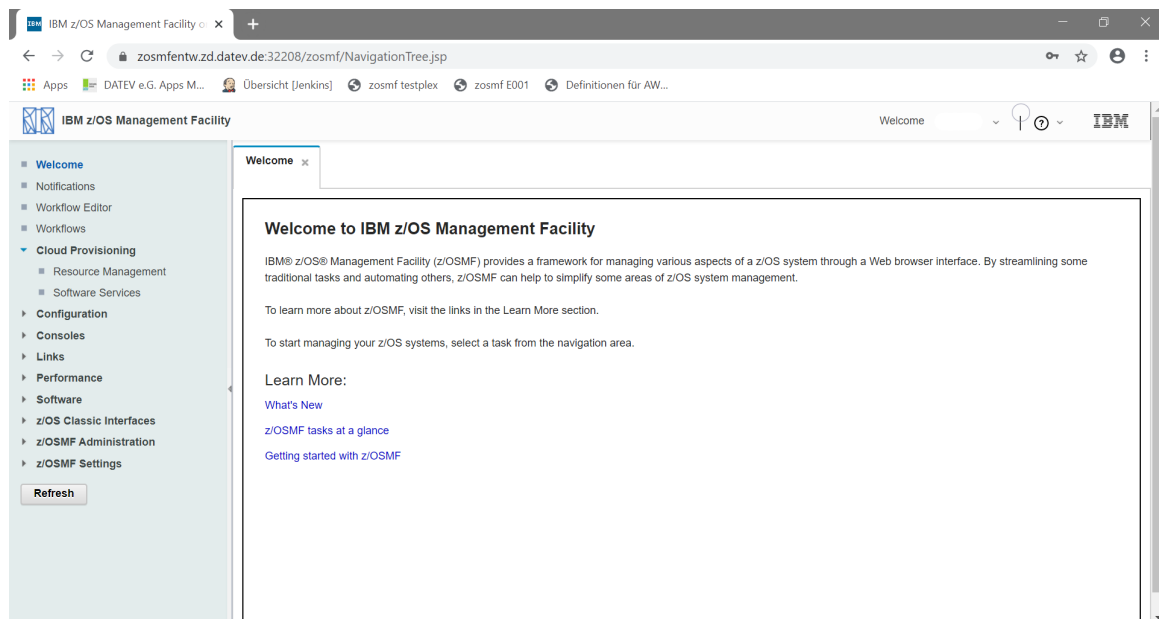 IBM IBM z/OS Management Facility o
zosmfentw.zd.datev.de:32208/zosmf/NavigationTree.jsp
Apps DATEV e.G. Apps M... Übersicht [Jenkins] zosmf testplex zosmf E001 Definitionen für AW...
IBM z/OS Management Facility Welcome ? IBM
Welcome
Notifications
Workflow Editor
Workflows
Cloud Provisioning
Resource Management
Software Services
Configuration
Consoles
Links
Performance
Software
z/OS Classic Interfaces
z/OSMF Administration
z/OSMF Settings
Refresh
Welcome
Welcome to IBM z/OS Management Facility
IBM® z/OS® Management Facility (z/OSMF) provides a framework for managing various aspects of a z/OS system through a Web browser interface. By streamlining some
traditional tasks and automating others, z/OSMF can help to simplify some areas of z/OS system management.
To learn more about z/OSMF, visit the links in the Learn More section.
To start managing your z/OS systems, select a task from the navigation area.
Learn More:
What's New
z/OSMF tasks at a glance
Getting started with z/OSMF